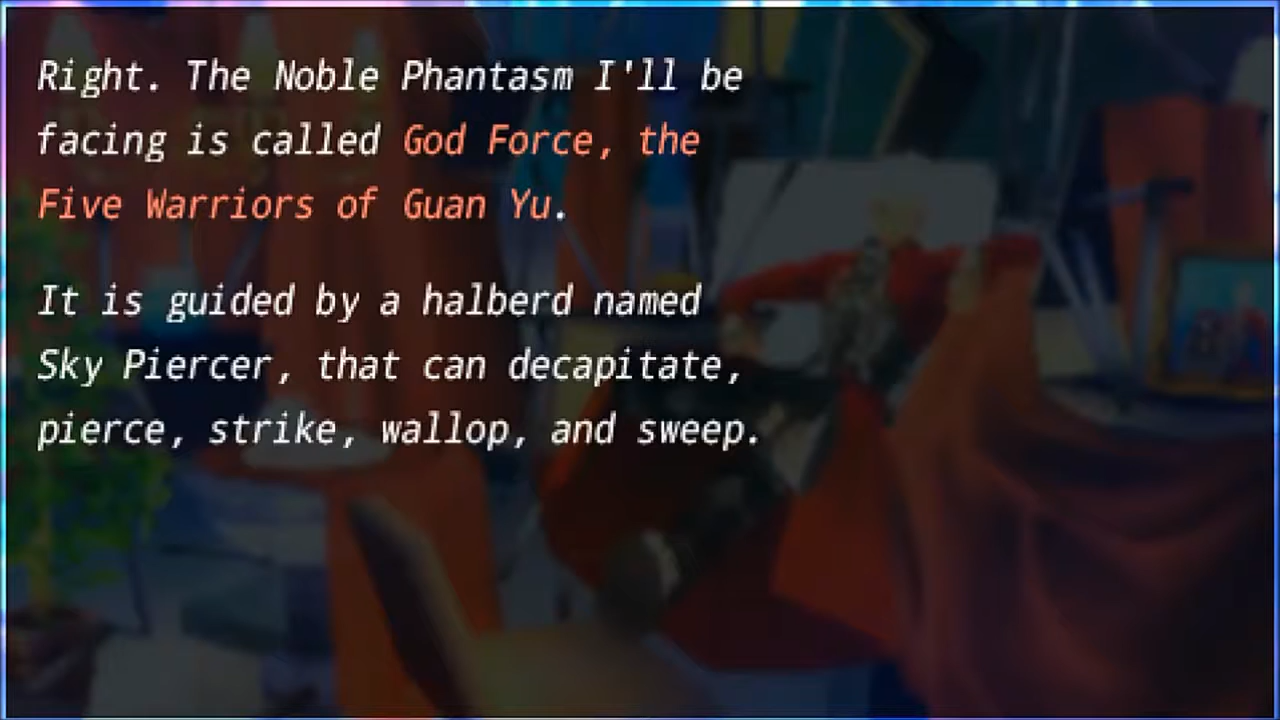 Right. The Noble Phantasm I'll be
facing is called God Force, the
Five Warriors of Guan Yu.
It is guided by a halberd named
Sky Piercer, that can decapitate,
pierce, strike, wallop, and sweep.